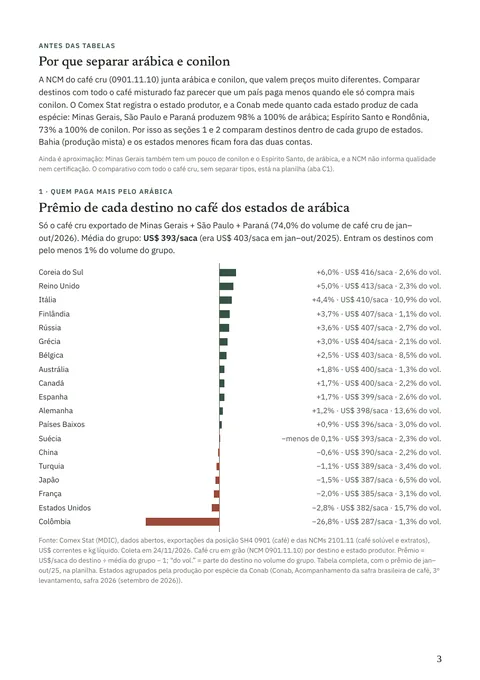 ANTES DAS TABELAS
Por que separar arábica e conilon
A NCM do café cru (0901.11.10) junta arábica e conilon, que valem preços muito diferentes. Comparar
destinos com todo o café misturado faz parecer que um país paga menos quando ele só compra mais
conilon. O Comex Stat registra o estado produtor, e a Conab mede quanto cada estado produz de cada
espécie: Minas Gerais, São Paulo e Paraná produzem 98% a 100% de arábica; Espírito Santo e Rondônia,
73% a 100% de conilon. Por isso as seções 1 e 2 comparam destinos dentro de cada grupo de estados.
Bahia (produção mista) e os estados menores ficam fora das duas contas.
Ainda é aproximação: Minas Gerais também tem um pouco de conilon e o Espírito Santo, de arábica, e a NCM não informa qualidade
nem certificação. O comparativo com todo o café cru, sem separar tipos, está na planilha (aba C1).
1 · QUEM PAGA MAIS PELO ARÁBICA
Prêmio de cada destino no café dos estados de arábica
Só o café cru exportado de Minas Gerais + São Paulo + Paraná (74,0% do volume de café cru de jan–
out/2026). Média do grupo: US$ 393/saca (era US$ 403/saca em jan–out/2025). Entram os destinos com
pelo menos 1% do volume do grupo.
Coreia do Sul +6,0% · US$ 416/saca · 2,6% do vol.
Reino Unido +5,0% · US$ 413/saca · 2,3% do vol.
Itália +4,4% · US$ 410/saca · 10,9% do vol.
Finlândia +3,7% · US$ 407/saca · 1,1% do vol.
Rússia +3,6% · US$ 407/saca · 2,7% do vol.
Grécia +3,0% · US$ 404/saca · 2,1% do vol.
Bélgica +2,5% · US$ 403/saca · 8,5% do vol.
Austrália +1,8% · US$ 400/saca · 1,3% do vol.
Canadá +1,7% · US$ 400/saca · 2,2% do vol.
Espanha +1,7% · US$ 399/saca · 2,6% do vol.
Alemanha +1,2% · US$ 398/saca · 13,6% do vol.
Países Baixos +0,9% · US$ 396/saca · 3,0% do vol.
Suécia −menos de 0,1% · US$ 393/saca · 2,3% do vol.
China −0,6% · US$ 390/saca · 2,2% do vol.
Turquia −1,1% · US$ 389/saca · 3,4% do vol.
Japão −1,5% · US$ 387/saca · 6,5% do vol.
França −2,0% · US$ 385/saca · 3,1% do vol.
Estados Unidos −2,8% · US$ 382/saca · 15,7% do vol.
Colômbia −26,8% · US$ 287/saca · 1,3% do vol.
Fonte: Comex Stat (MDIC), dados abertos, exportações da posição SH4 0901 (café) e das NCMs 2101.11 (café solúvel e extratos),
US$ correntes e kg líquido. Coleta em 24/11/2026. Café cru em grão (NCM 0901.11.10) por destino e estado produtor. Prêmio =
US$/saca do destino ÷ média do grupo − 1; "do vol." = parte do destino no volume do grupo. Tabela completa, com o prêmio de jan–
out/25, na planilha. Estados agrupados pela produção por espécie da Conab (Conab, Acompanhamento da safra brasileira de café, 3º
levantamento, safra 2026 (setembro de 2026)).
3